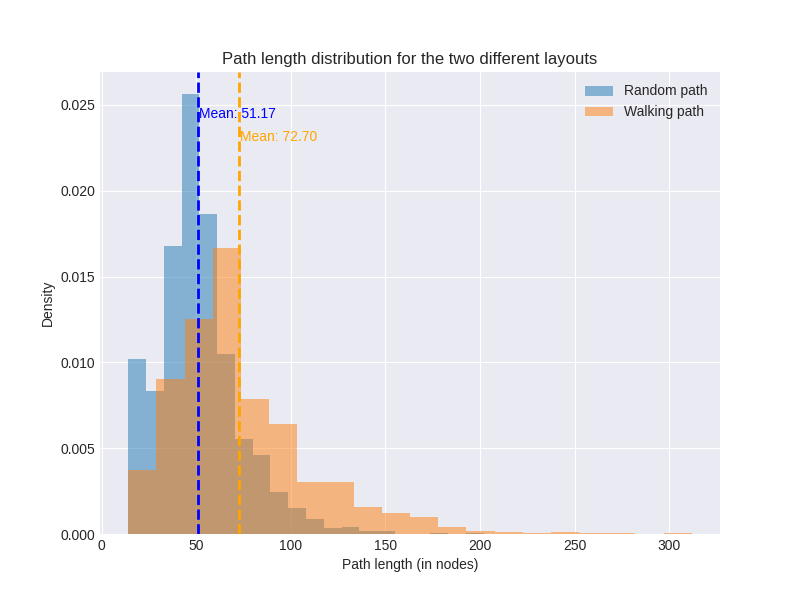 Path length distribution for the two different layouts
Random path
Walking path
Mean: 51.17
Mean: 72.70
Density
0.025
0.020
0.015
0.010
0.005
0.000
0
50
100
150
200
250
300
Path length (in nodes)